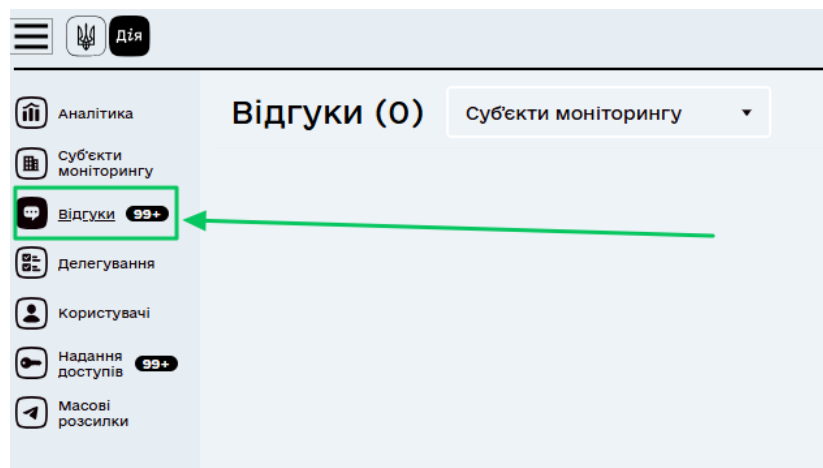 Дія
Аналітика
Суб'єкти
моніторингу
Відгуки 99+
Делегування
Користувачі
Надання
доступів 99+
Масові
розсилки
Відгуки (0)
Суб'єкти моніторингу